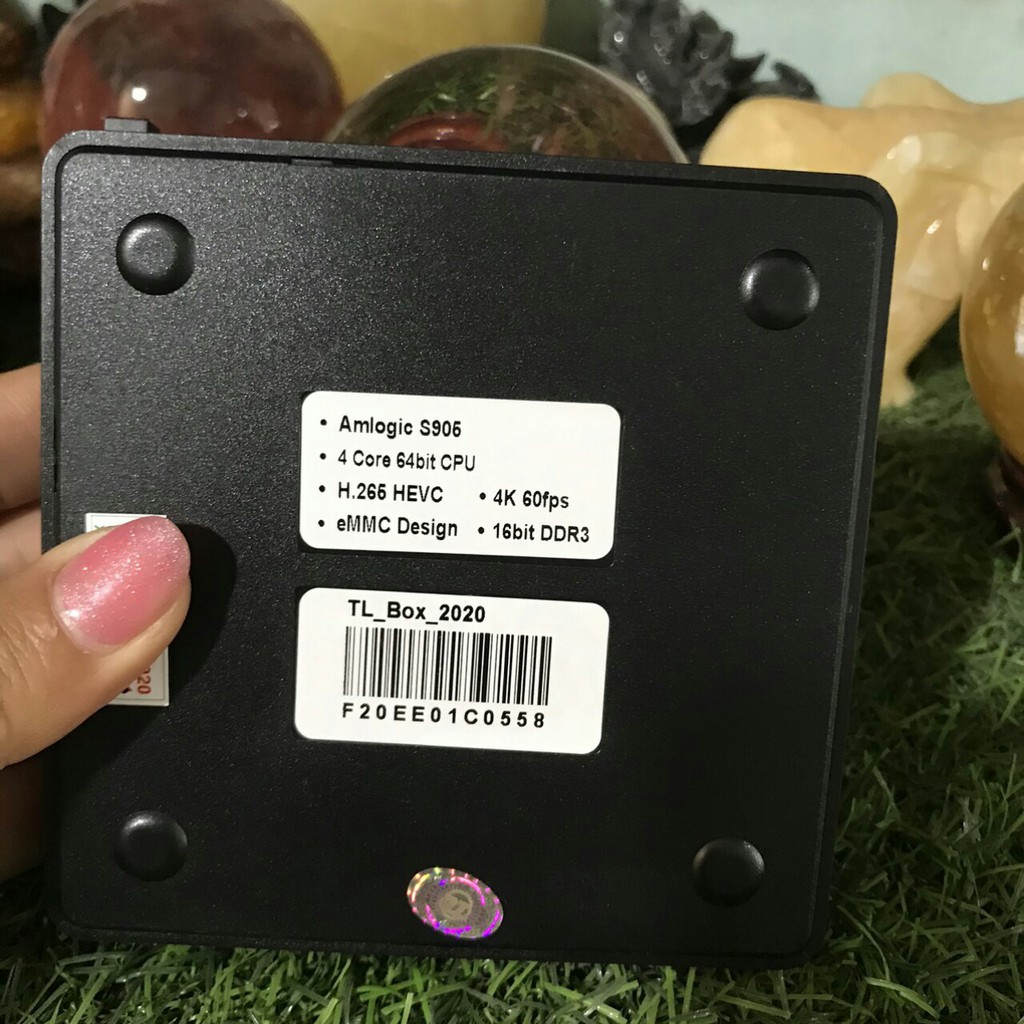 • Amlogic S905
• 4 Core 64bit CPU
• H.265 HEVC • 4K 60fps
• eMMC Design • 16bit DDR3
TL_Box_2020
F20EE01C0558